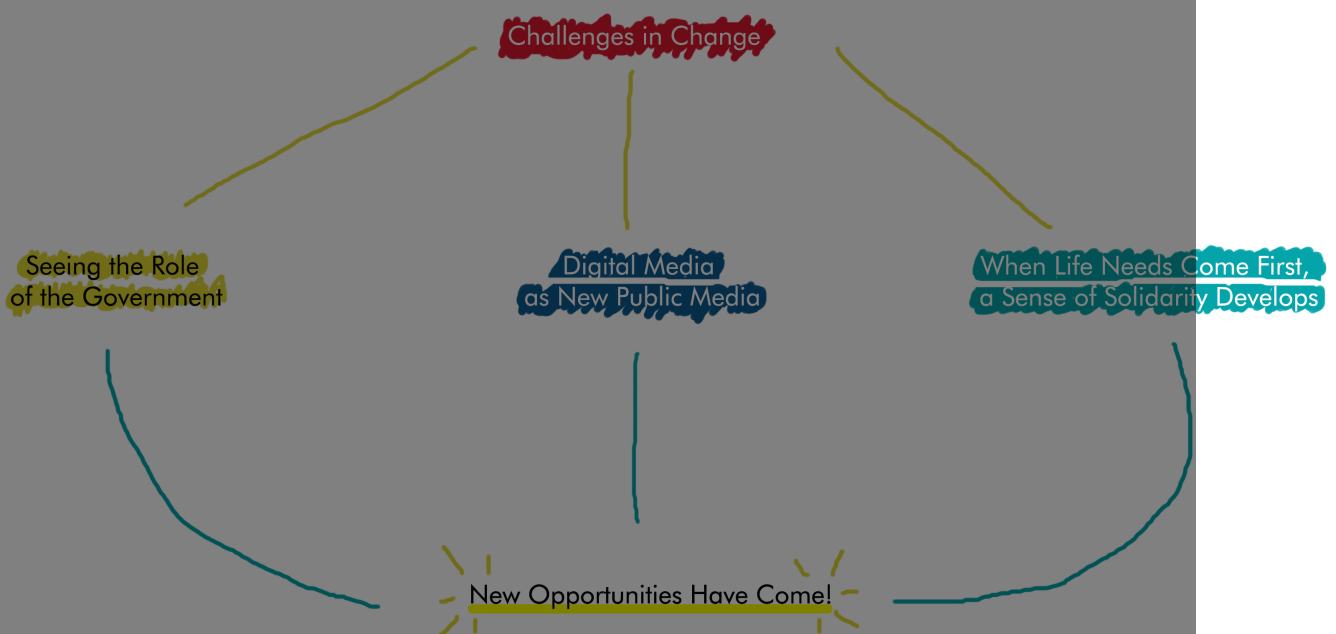 Challenges in Change
Seeing the Role
of the Government
Digital Media
as New Public Media
When Life Needs Come First,
a Sense of Solidarity Develops
New Opportunities Have Come!